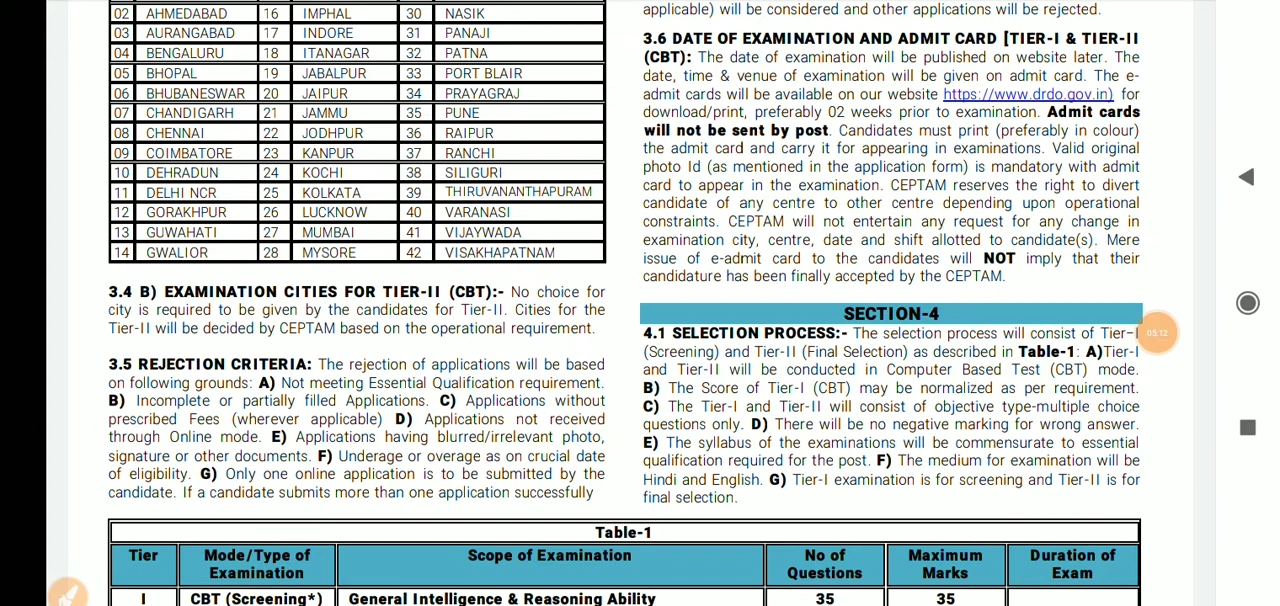 02 AHMEDABAD 16 IMPHAL 30 NASIK
03 AURANGABAD 17 INDORE 31 PANAJI
04 BENGALURU 18 ITANAGAR 32 PATNA
05 BHOPAL 19 JABALPUR 33 PORT BLAIR
06 BHUBANESWAR 20 JAIPUR 34 PRAYAGRAJ
07 CHANDIGARH 21 JAMMU 35 PUNE
08 CHENNAI 22 JODHPUR 36 RAIPUR
09 COIMBATORE 23 KANPUR 37 RANCHI
10 DEHRADUN 24 KOCHI 38 SILIGURI
11 DELHI NCR 25 KOLKATA 39 THIRUVANANTHAPURAM
12 GORAKHPUR 26 LUCKNOW 40 VARANASI
13 GUWAHATI 27 MUMBAI 41 VIJAYWADA
14 GWALIOR 28 MYSORE 42 VISAKHAPATNAM
3.4 B) EXAMINATION CITIES FOR TIER-II (CBT):- No choice for
city is required to be given by the candidates for Tier-II. Cities for the
Tier-II will be decided by CEPTAM based on the operational requirement.
3.5 REJECTION CRITERIA: The rejection of applications will be based
on following grounds: A) Not meeting Essential Qualification requirement.
B) Incomplete or partially filled Applications. C) Applications without
prescribed Fees (wherever applicable) D) Applications not received
through Online mode. E) Applications having blurred/irrelevant photo,
signature or other documents. F) Underage or overage as on crucial date
of eligibility. G) Only one online application is to be submitted by the
candidate. If a candidate submits more than one application successfully
applicable) will be considered and other applications will be rejected.
3.6 DATE OF EXAMINATION AND ADMIT CARD [TIER-I & TIER-II
(CBT): The date of examination will be published on website later. The
date, time & venue of examination will be given on admit card. The e-
admit cards will be available on our website https://www.drdo.gov.in) for
download/print, preferably 02 weeks prior to examination. Admit cards
will not be sent by post. Candidates must print (preferably in colour)
the admit card and carry it for appearing in examinations. Valid original
photo Id (as mentioned in the application form) is mandatory with admit
card to appear in the examination. CEPTAM reserves the right to divert
candidate of any centre to other centre depending upon operational
constraints. CEPTAM will not entertain any request for any change in
examination city, centre, date and shift allotted to candidate(s). Mere
issue of e-admit card to the candidates will NOT imply that their
candidature has been finally accepted by the CEPTAM.
SECTION-4
4.1 SELECTION PROCESS:- The selection process will consist of Tier-I
(Screening) and Tier-II (Final Selection) as described in Table-1: A)Tier-I
and Tier-II will be conducted in Computer Based Test (CBT) mode.
B) The Score of Tier-I (CBT) may be normalized as per requirement.
C) The Tier-I and Tier-II will consist of objective type-multiple choice
questions only. D) There will be no negative marking for wrong answer.
E) The syllabus of the examinations will be commensurate to essential
qualification required for the post. F) The medium for examination will be
Hindi and English. G) Tier-I examination is for screening and Tier-II is for
final selection.
05:12
Table-1
Tier Mode/Type of Examination Scope of Examination No of Questions Maximum Marks Duration of Exam
I CBT (Screening*) General Intelligence & Reasoning Ability 35 35